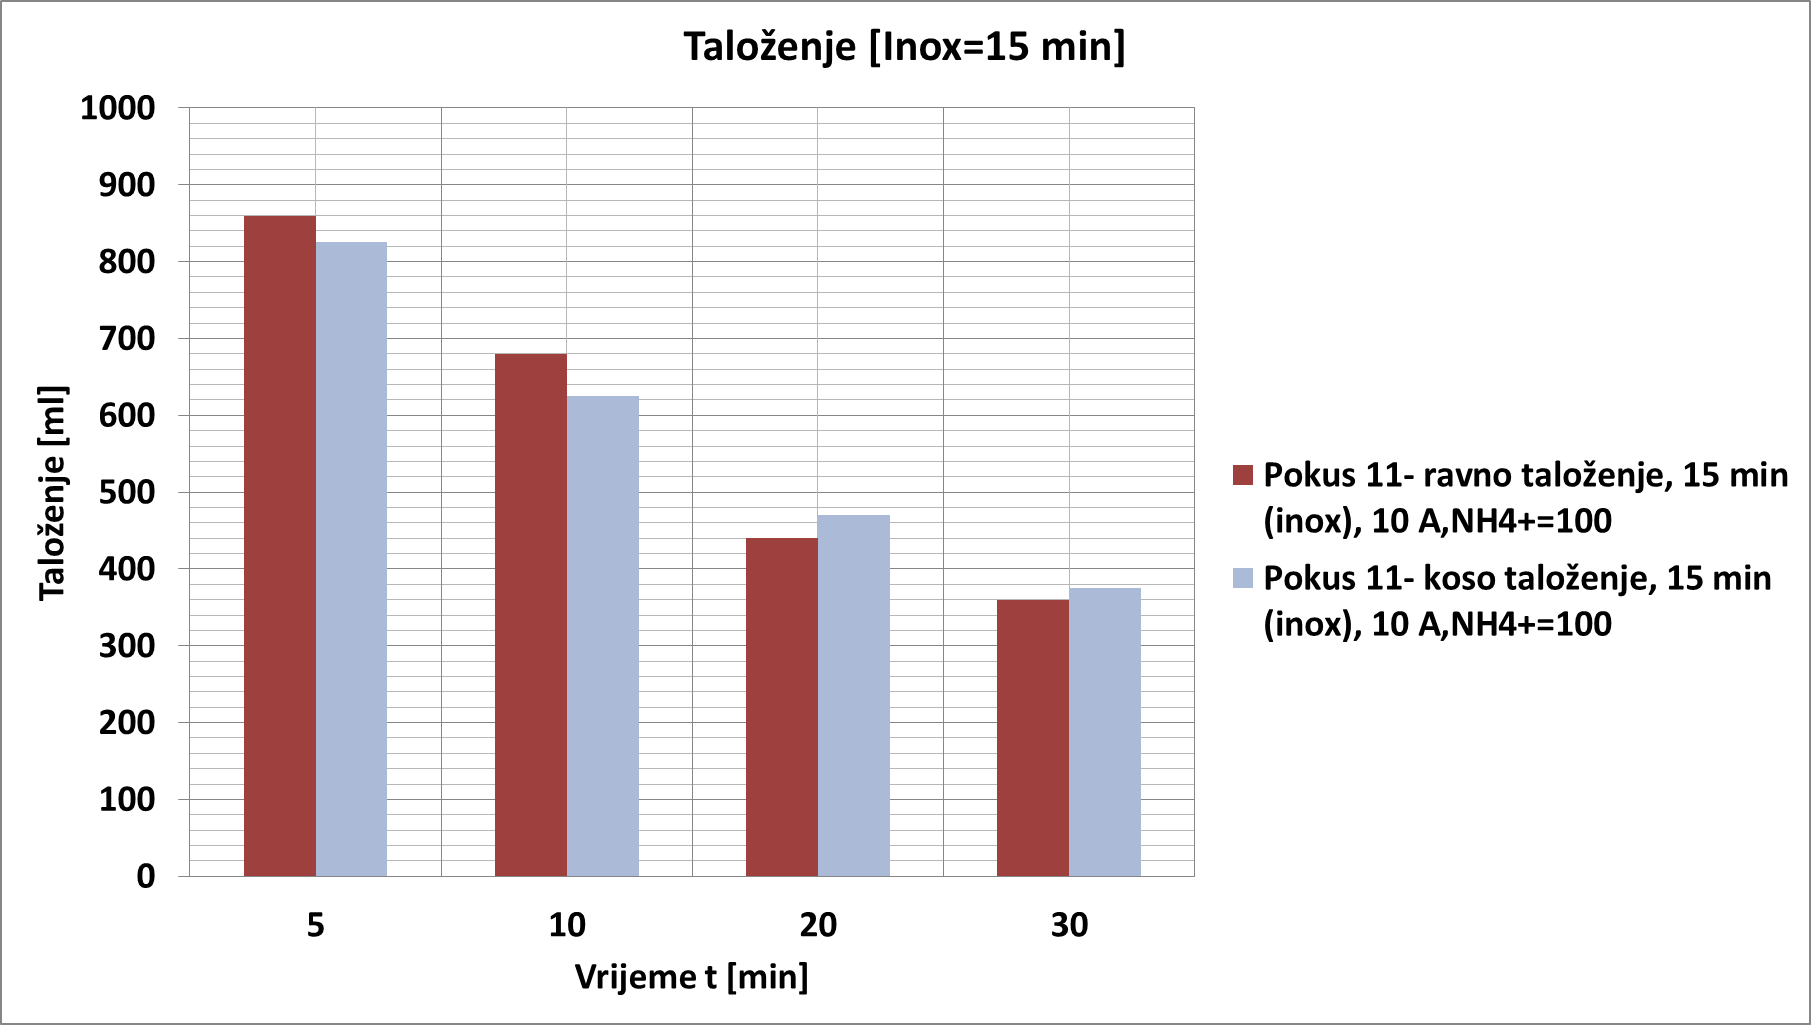 Taloženje [Inox=15 min]
1000
900
800
700
600
500
400
300
200
100
0
Taloženje [ml]
5 10 20 30
Vrijeme t [min]
Pokus 11- ravno taloženje, 15 min
(inox), 10 A,NH4+=100
Pokus 11- koso taloženje, 15 min
(inox), 10 A,NH4+=100